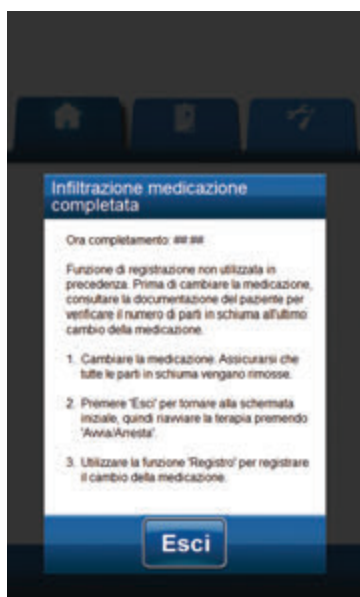 Infiltrazione medicazione
completata
Ora completamento: ##:##
Funzione di registrazione non utilizzata in
precedenza. Prima di cambiare la medicazione,
consultare la documentazione del paziente per
verificare il numero di parti in schiuma all'ultimo
cambio della medicazione.
1. Cambiare la medicazione. Assicurarsi che
tutte le parti in schiuma vengano rimosse.
2. Premere 'Esci' per tornare alla schermata
iniziale, quindi riavviare la terapia premendo
'Avvia/Arresta'.
3. Utilizzare la funzione 'Registro' per registrare
il cambio della medicazione.
Esci